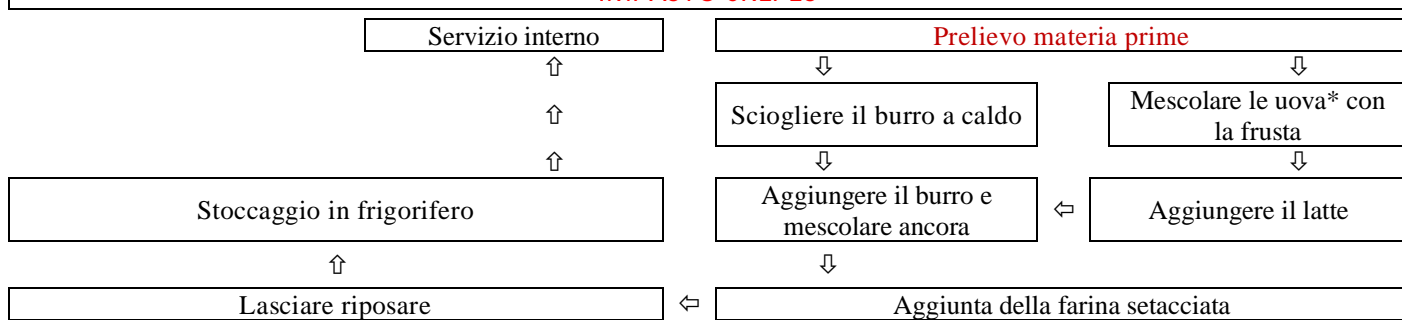 Servizio interno
Prelievo materia prime
⇧
⇩
⇩
⇧
Sciogliere il burro a caldo
Mescolare le uova* con
la frusta
⇧
⇩
⇩
Stoccaggio in frigorifero
Aggiungere il burro e
mescolare ancora
⇦
Aggiungere il latte
⇧
⇩
Lasciare riposare
⇦
Aggiunta della farina setacciata